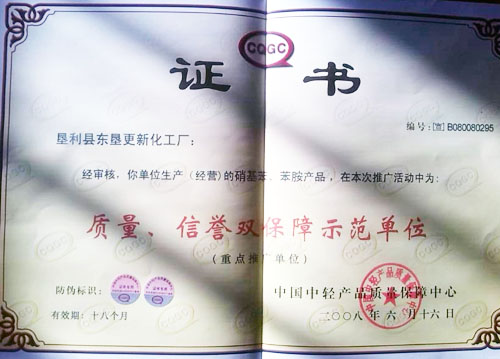 CQGC
证书
编号:[宣]B080080295
垦利县东垦更新化工厂:
经审核,你单位生产(经营)的硝基苯、苯胺产品,在本次推广活动中为:
质量、信誉双保障示范单位
(重点推广单位)
防伪标识:
中国中轻产品质量保障中心
有效期:十八个月
二〇〇八年六月十六日